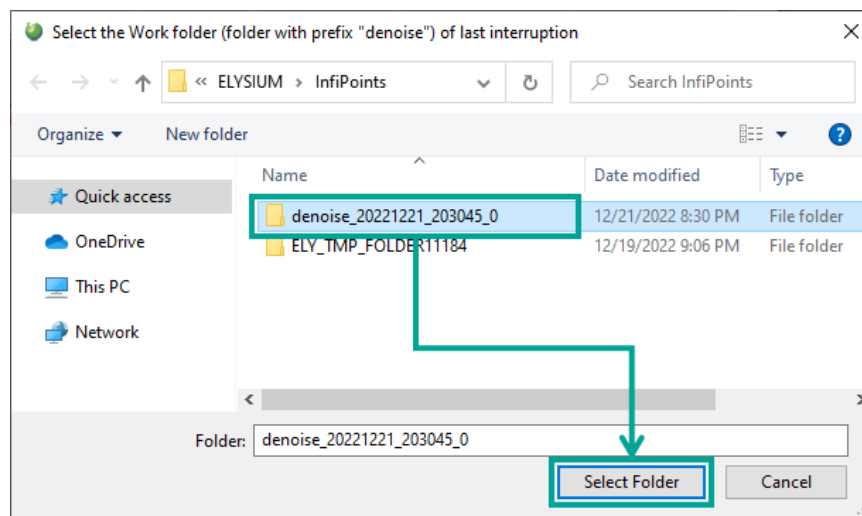 Select the Work folder (folder with prefix "denoise") of last interruption
« ELYSIUM > InfiPoints
Search InfiPoints
Organize
New folder
Name
Date modified
Type
Quick access
OneDrive
This PC
Network
denoise_20221221_203045_0
12/21/2022 8:30 PM
File folder
ELY_TMP_FOLDER11184
12/19/2022 9:06 PM
File folder
Folder:
denoise_20221221_203045_0
Select Folder
Cancel